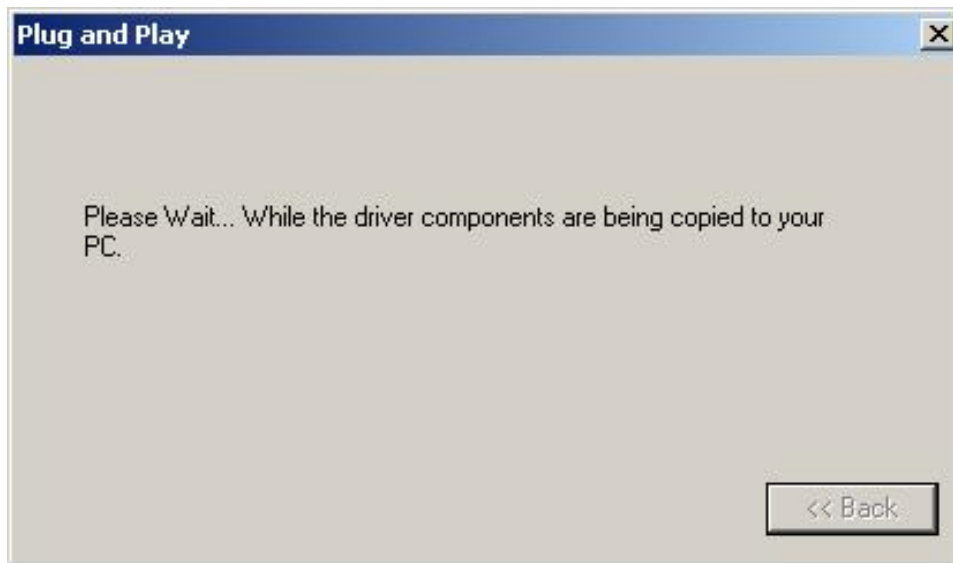 Plug and Play
Please Wait... While the driver components are being copied to your
PC.
<< Back